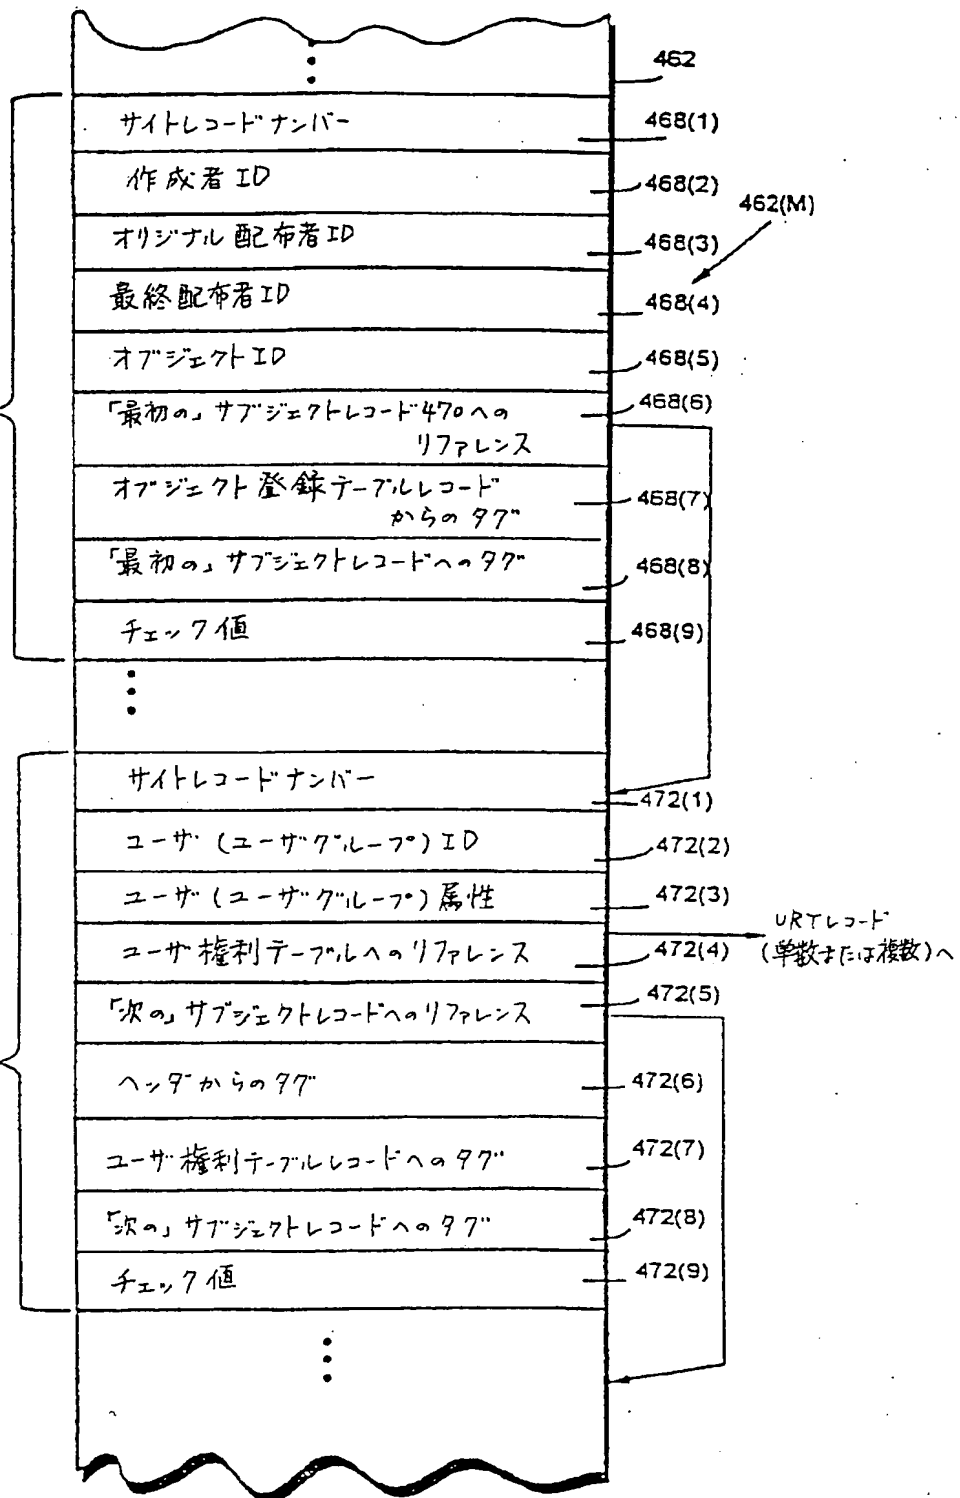 462
サイトレコードナンバー
468(1)
作成者ID
468(2)
462(M)
オリジナル配布者ID
468(3)
最終配布者ID
468(4)
オブジェクトID
468(5)
「最初の」サブジェクトレコード470への
リファレンス
468(6)
オブジェクト登録テーブルレコード
からのタグ
468(7)
「最初の」サブジェクトレコードへのタグ
468(8)
チェック値
468(9)
サイトレコードナンバー
472(1)
ユーザ(ユーザグループ)ID
472(2)
ユーザ(ユーザグループ)属性
472(3)
URTレコード
(単数または複数)へ
ユーザ権利テーブルへのリファレンス
472(4)
「次の」サブジェクトレコードへのリファレンス
472(5)
ヘッダからのタグ
472(6)
ユーザ権利テーブルレコードへのタグ
472(7)
「次の」サブジェクトレコードへのタグ
472(8)
チェック値
472(9)